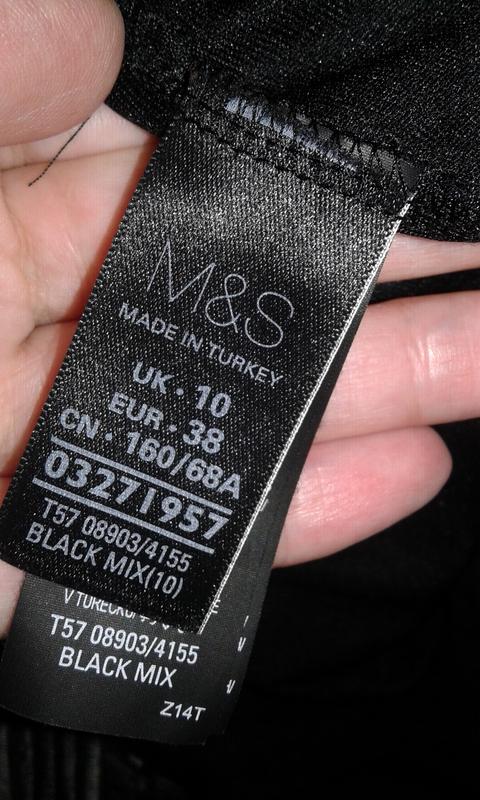 M&S
MADE IN TURKEY
UK · 10
EUR · 38
CN · 160/68A
03271957
T57 08903/4155
BLACK MIX(10)
T57 08903/4155
BLACK MIX
Z14T